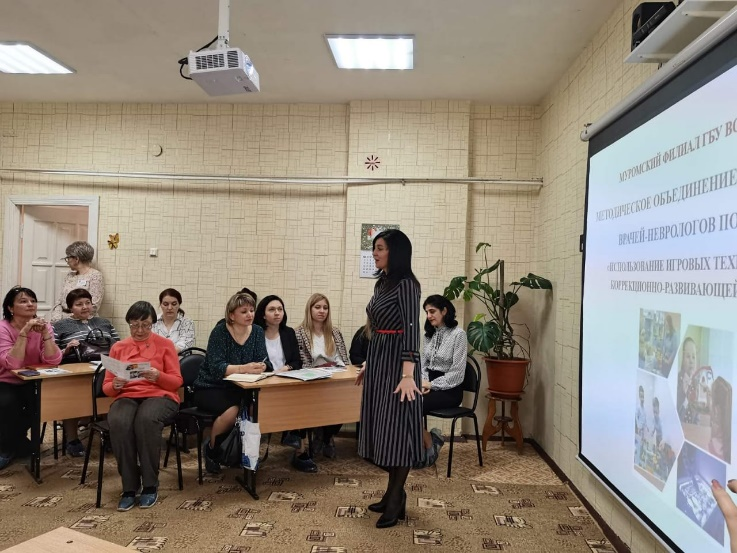 МУРОМСКИЙ ФИЛИАЛ ГБУ ВО
МЕТОДИЧЕСКОЕ ОБЪЕДИНЕНИЕ
ВРАЧЕЙ-НЕВРОЛОГОВ ПО
«ИСПОЛЬЗОВАНИЕ ИГРОВЫХ ТЕХ
КОРРЕКЦИОННО-РАЗВИВАЮЩЕЙ